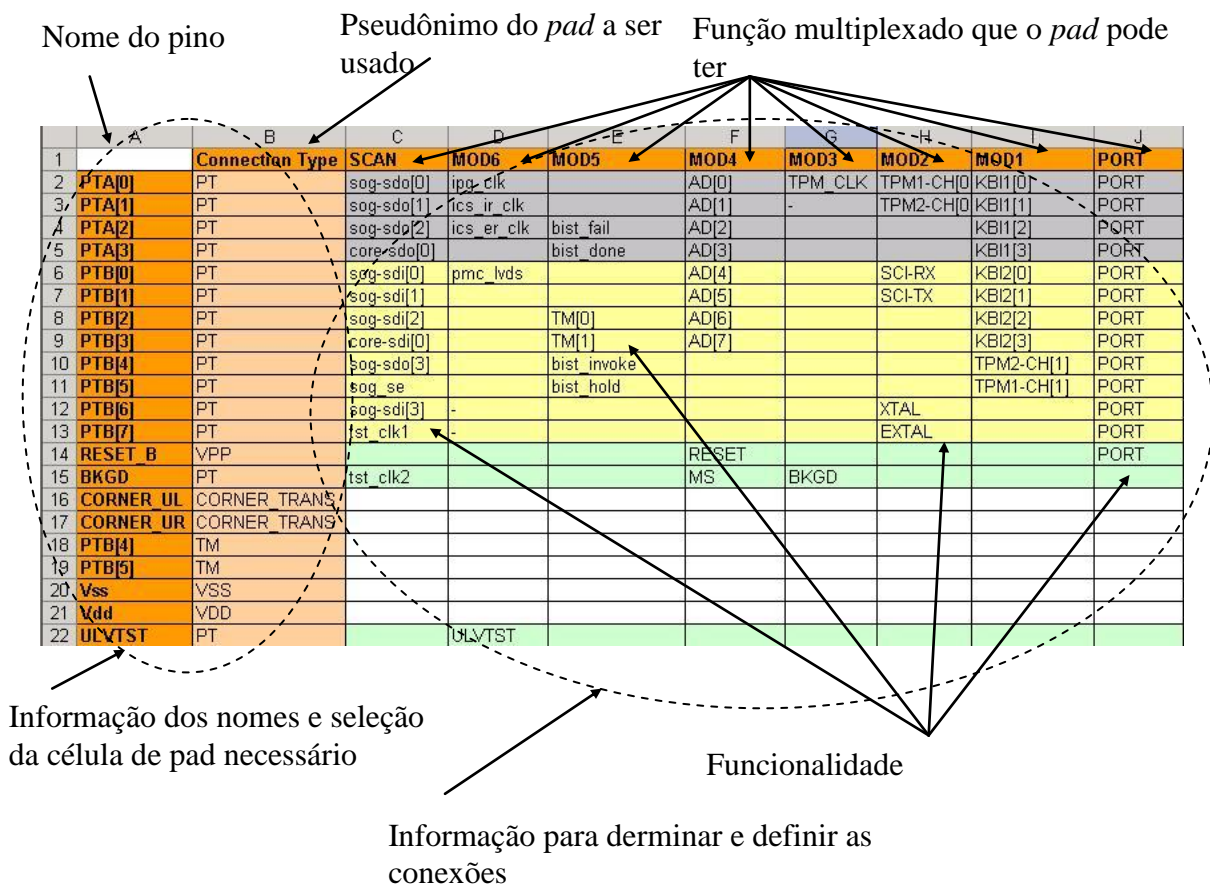 Nome do pino
Pseudônimo do pad a ser
usado
Função multiplexado que o pad pode
ter
A B C D E F G H I J
1 Connection Type SCAN MOD6 MOD5 MOD4 MOD3 MOD2 MOD1 PORT
2 PTA[0] PT sog-sdo[0] ipg_clk AD[0] TPM_CLK TPM1-CH[0 KBI1[0] PORT
3 PTA[1] PT sog-sdo[1] ics_ir_clk AD[1] - TPM2-CH[0 KBI1[1] PORT
4 PTA[2] PT sog-sdo[2] ics_er_clk bist_fail AD[2] KBI1[2] PORT
5 PTA[3] PT core-sdo[0] bist_done AD[3] KBI1[3] PORT
6 PTB[0] PT sog-sdi[0] pmc_lvds AD[4] SCI-RX KBI2[0] PORT
7 PTB[1] PT sog-sdi[1] AD[5] SCI-TX KBI2[1] PORT
8 PTB[2] PT sog-sdi[2] TM[0] AD[6] KBI2[2] PORT
9 PTB[3] PT core-sdi[0] TM[1] AD[7] KBI2[3] PORT
10 PTB[4] PT sog-sdo[3] bist_invoke TPM2-CH[1] PORT
11 PTB[5] PT sog_se bist_hold TPM1-CH[1] PORT
12 PTB[6] PT sog-sdi[3] - XTAL PORT
13 PTB[7] PT tst_clk1 - EXTAL PORT
14 RESET_B VPP RESET PORT
15 BKGD PT tst_clk2 MS BKGD
16 CORNER_UL CORNER_TRANS
17 CORNER_UR CORNER_TRANS
18 PTB[4] TM
19 PTB[5] TM
20 Vss VSS
21 Vdd VDD
22 ULVTST PT ULVTST
Informação dos nomes e seleção
da célula de pad necessário
Funcionalidade
Informação para derminar e definir as
conexões